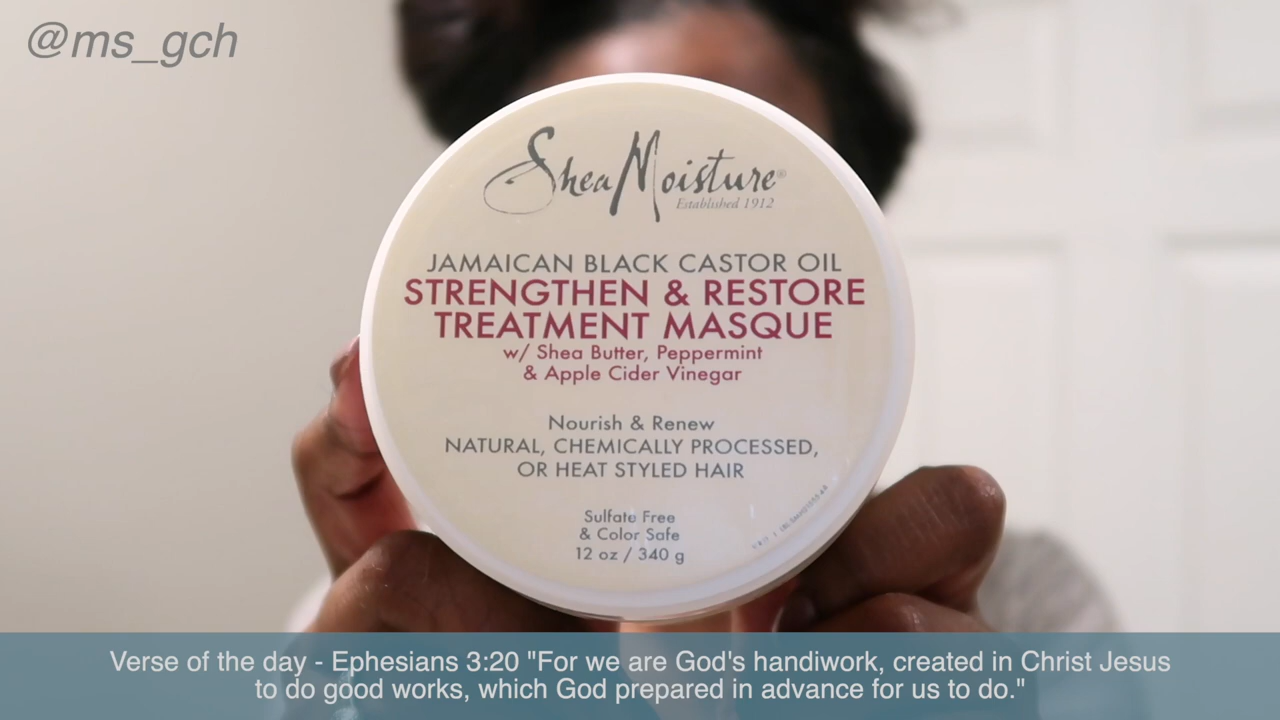 @ms_gch
SheaMoisture®
Established 1912
JAMAICAN BLACK CASTOR OIL
STRENGTHEN & RESTORE
TREATMENT MASQUE
w/ Shea Butter, Peppermint
& Apple Cider Vinegar
Nourish & Renew
NATURAL, CHEMICALLY PROCESSED,
OR HEAT STYLED HAIR
Sulfate Free
& Color Safe
12 oz / 340 g
Verse of the day - Ephesians 3:20 "For we are God's handiwork, created in Christ Jesus
to do good works, which God prepared in advance for us to do."